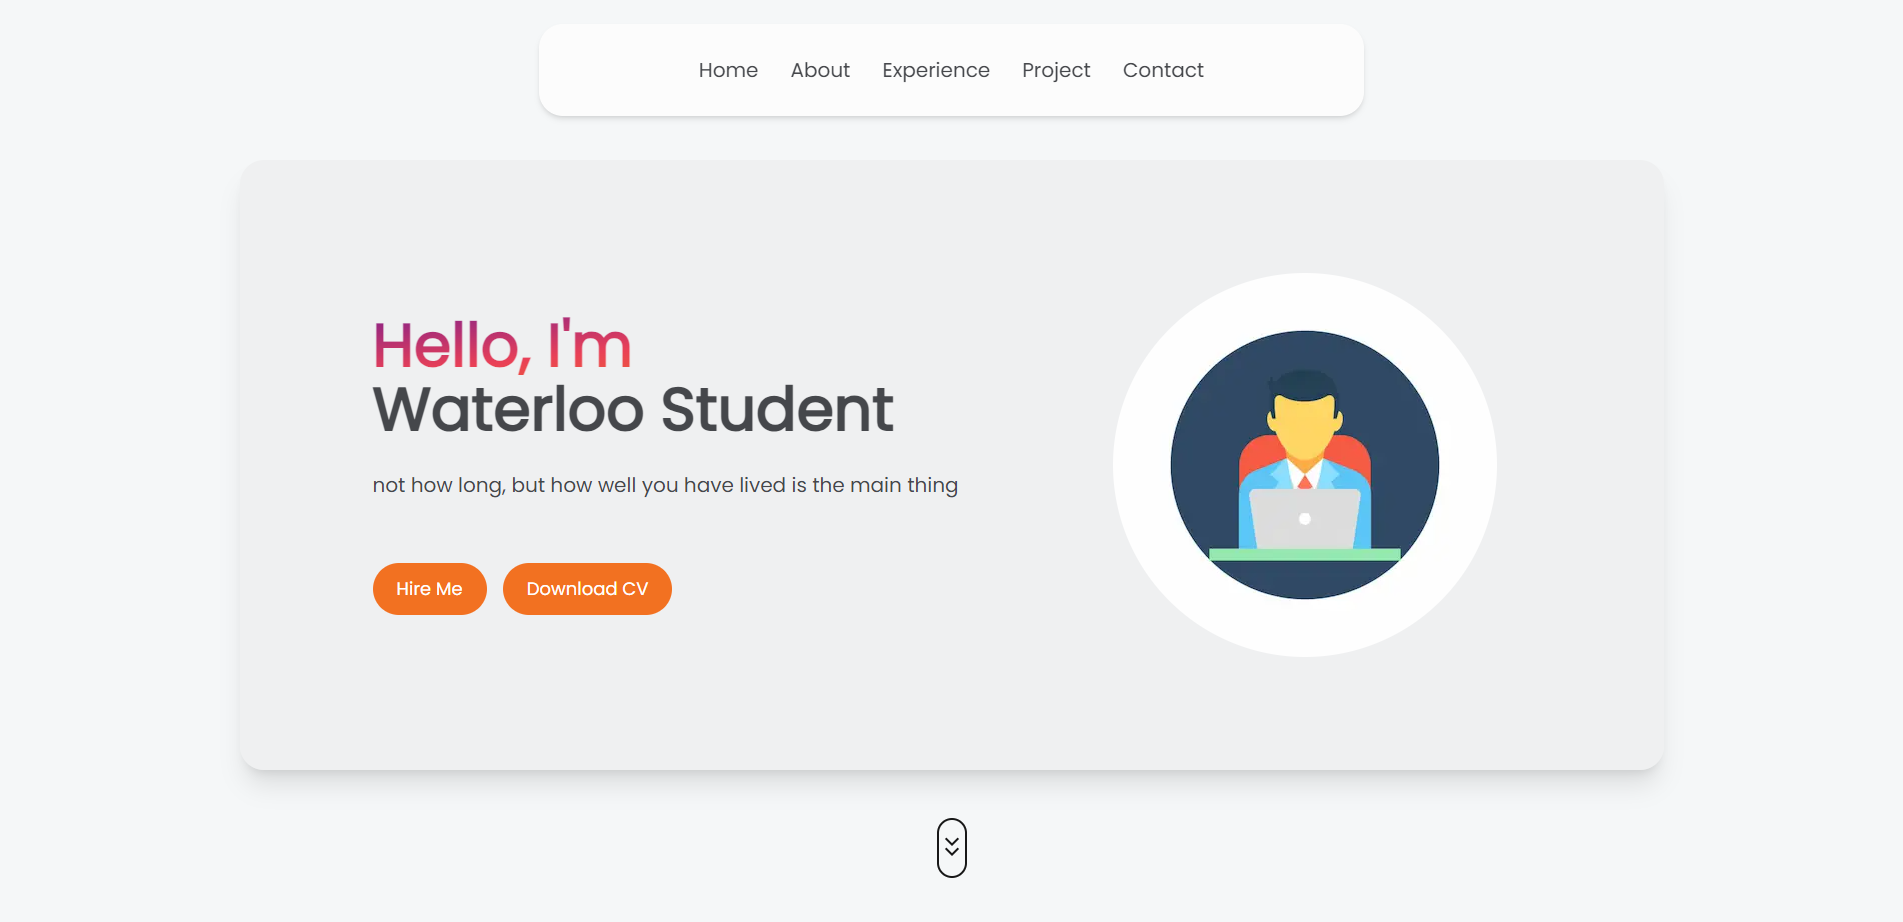 Home About Experience Project Contact
Hello, I'm
Waterloo Student
not how long, but how well you have lived is the main thing
Hire Me Download CV